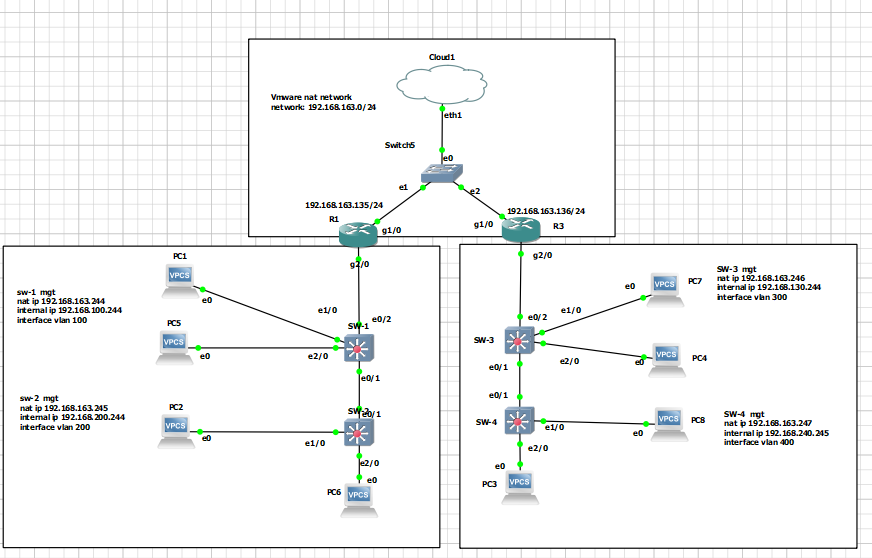 Cloud1
Vmware nat network
network: 192.168.163.0/24
eth1
Switch5
e0
e1
e2
192.168.163.135/24
192.168.163.136/24
R1
R3
g1/0
g1/0
g2/0
g2/0
PC1
VPCS
e0
sw-1 mgt
nat ip 192.168.163.244
internal ip 192.168.100.244
interface vlan 100
e1/0
e0/2
SW-1
PC5
VPCS
e0
e2/0
e0/1
sw-2 mgt
nat ip 192.168.163.245
internal ip 192.168.200.244
interface vlan 200
PC2
VPCS
e0
e0/1
SW-2
e1/0
e2/0
e0
PC6
VPCS
PC7
VPCS
e0
SW-3 mgt
nat ip 192.168.163.246
internal ip 192.168.130.244
interface vlan 300
e1/0
e0/2
SW-3
e2/0
e0
VPCS
PC4
e0/1
e0/1
SW-4
e1/0
e0
VPCS
PC8
SW-4 mgt
nat ip 192.168.163.247
internal ip 192.168.240.245
interface vlan 400
e2/0
e0
PC3
VPCS